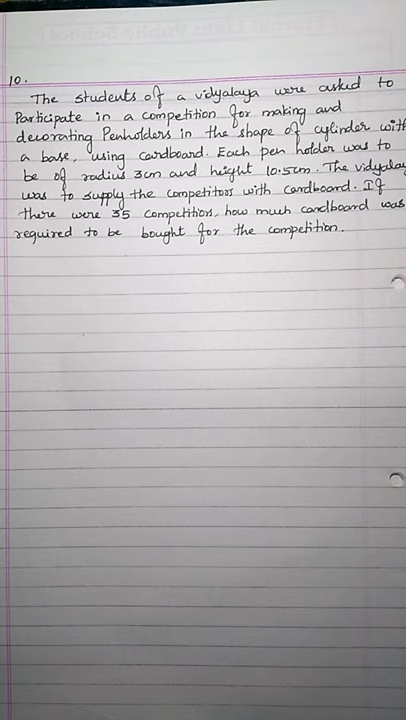 10.
The students of a vidyalaya were asked to
Participate in a competition for making and
decorating Penholders in the shape of cylinder with
a base, using cardboard. Each pen holder was to
be of radius 3cm and height 10.5cm. The vidyalay
was to supply the competitors with cardboard. If
there were 35 competitions, how much cardboard was
required to be bought for the competition.